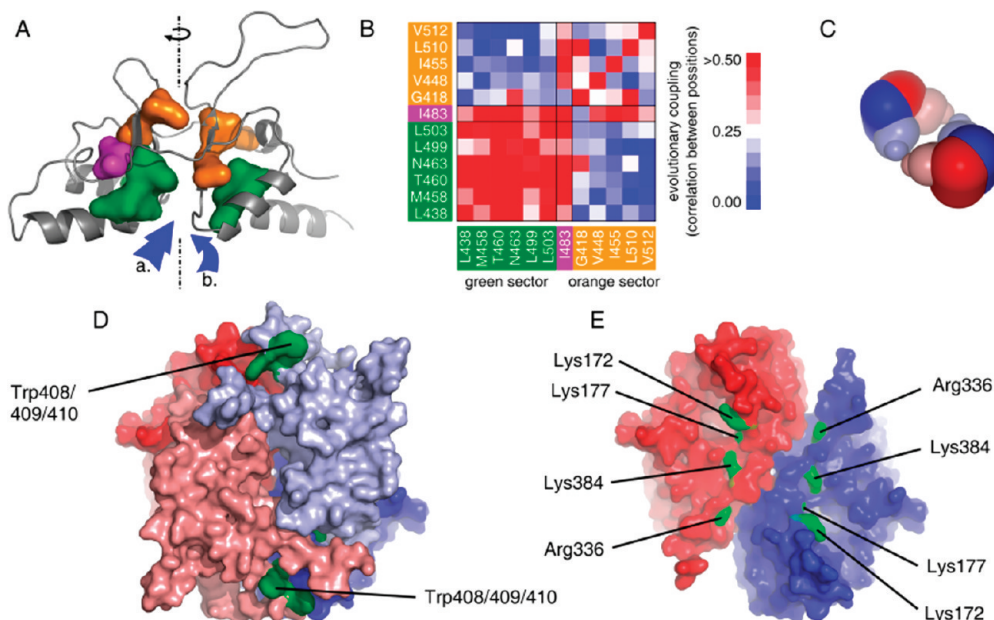 A
a.
b.
B
V512
L510
I455
V448
G418
I483
L503
L499
N463
T460
M458
L438
L438
M458
T460
N463
L499
L503
I483
G418
V448
I455
L510
V512
green sector
orange sector
>0.50
0.25
0.00
evolutionary coupling
(correlation between positions)
C
D
Trp408/
409/410
Trp408/409/410
E
Lys172
Lys177
Lys384
Arg336
Arg336
Lys384
Lys177
Lys172